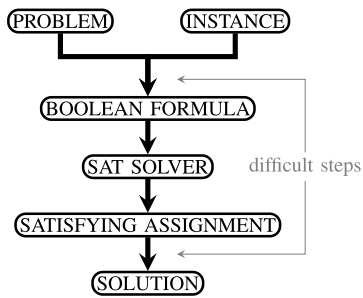 PROBLEM INSTANCE
BOOLEAN FORMULA
SAT SOLVER
difficult steps
SATISFYING ASSIGNMENT
SOLUTION